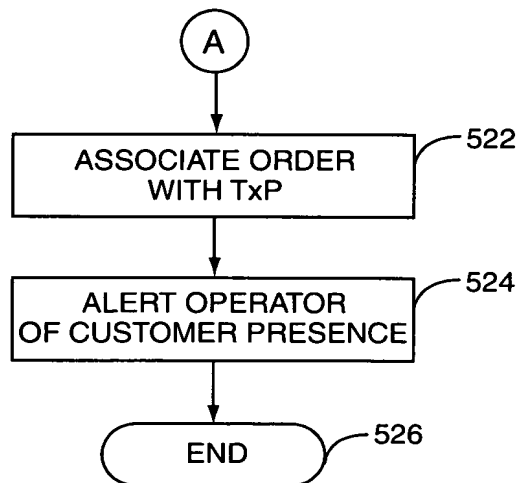 A
522
ASSOCIATE ORDER
WITH TxP
524
ALERT OPERATOR
OF CUSTOMER PRESENCE
526
END